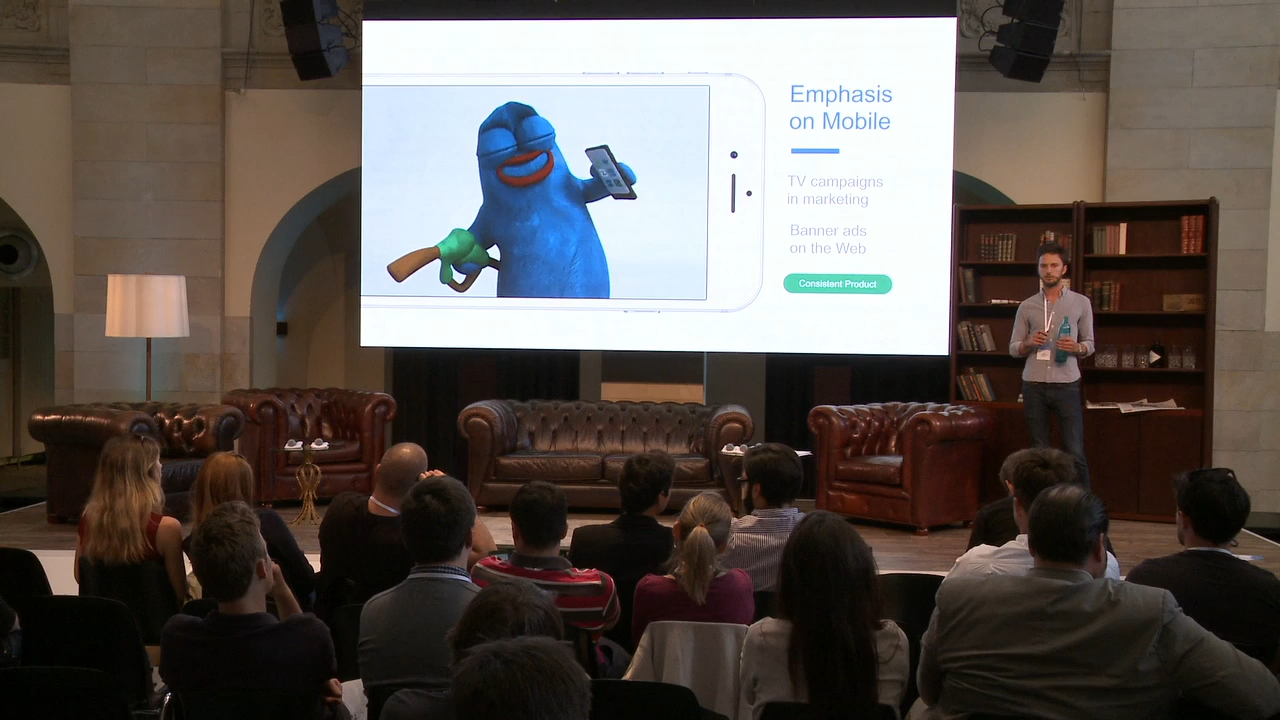 Emphasis
on Mobile
TV campaigns
in marketing
Banner ads
on the Web
Consistent Product